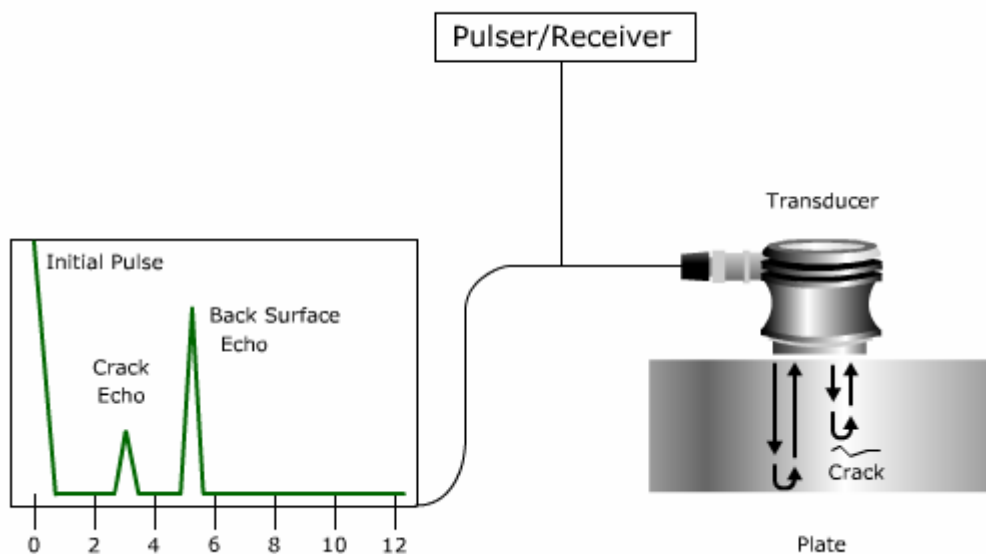 Pulser/Receiver
Transducer
Initial Pulse
Back Surface
Echo
Crack
Echo
Crack
0 2 4 6 8 10 12
Plate